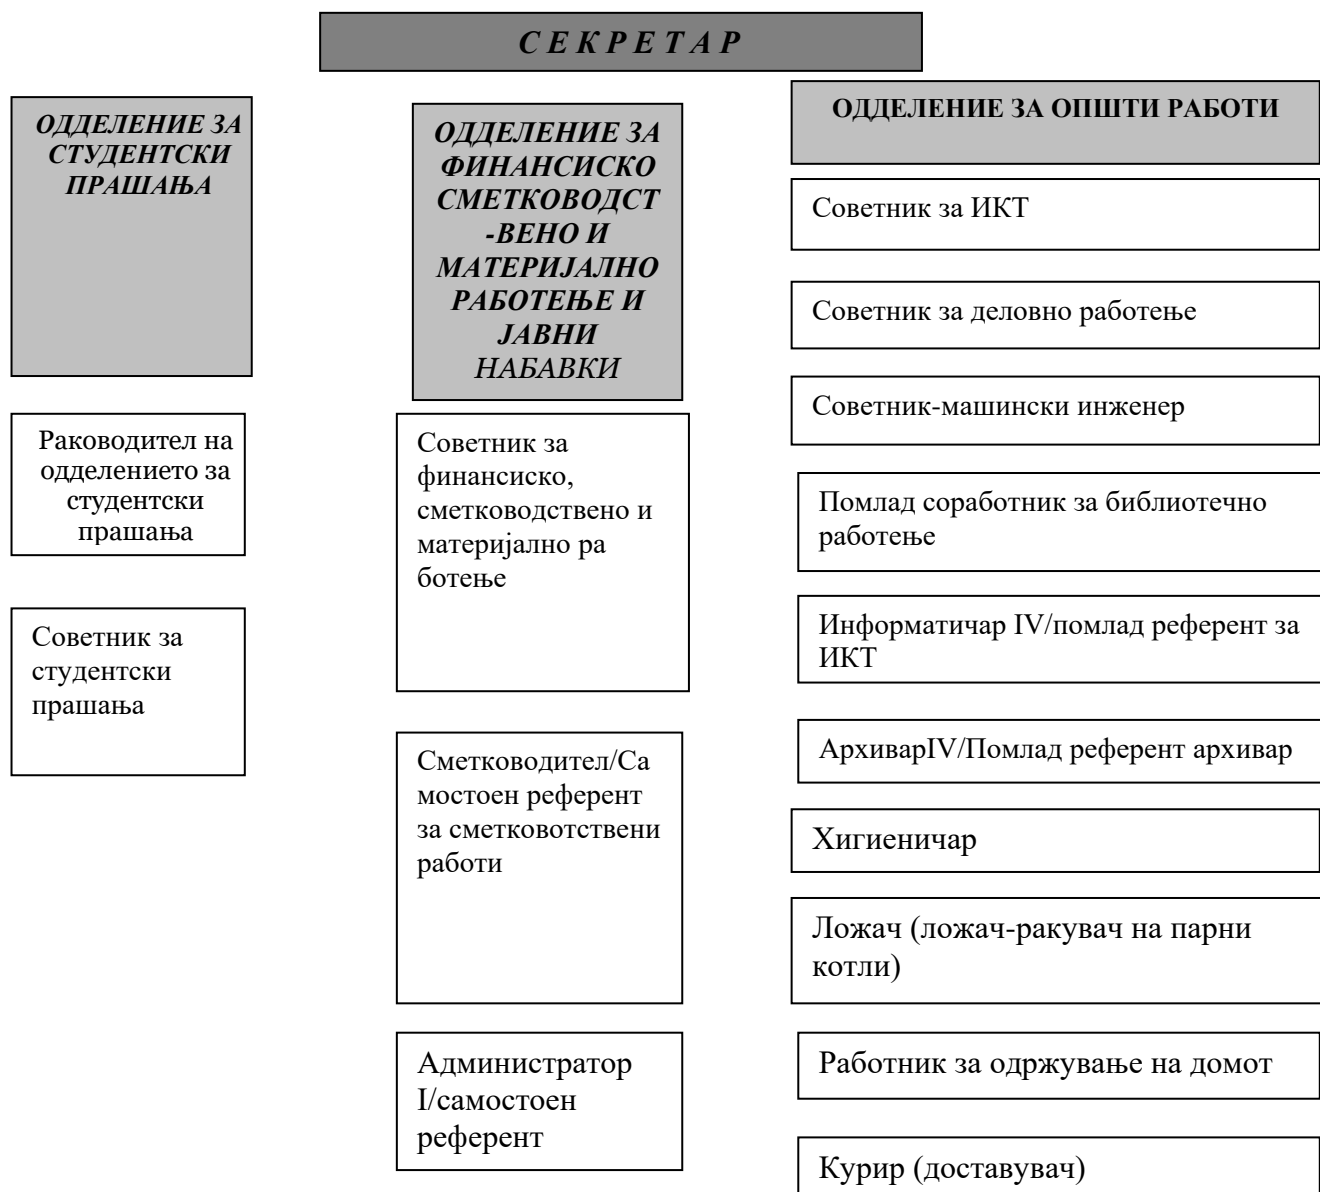 С Е К Р Е Т А Р
ОДДЕЛЕНИЕ ЗА
СТУДЕНТСКИ
ПРАШАЊА
Раководител на
одделението за
студентски
прашања
Советник за
студентски
прашања
ОДДЕЛЕНИЕ ЗА
ФИНАНСИСКО
СМЕТКОВОДСТ
-ВЕНО И
МАТЕРИЈАЛНО
РАБОТЕЊЕ И
ЈАВНИ
НАБАВКИ
Советник за
финансиско,
сметководствено и
материјално ра
ботење
Сметководител/Са
мостоен референт
за сметковотствени
работи
Администратор
I/самостоен
референт
ОДДЕЛЕНИЕ ЗА ОПШТИ РАБОТИ
Советник за ИКТ
Советник за деловно работење
Советник-машински инженер
Помлад соработник за библиотечно
работење
Информатичар IV/помлад референт за
ИКТ
АрхиварIV/Помлад референт архивар
Хигиеничар
Ложач (ложач-ракувач на парни
котли)
Работник за одржување на домот
Курир (доставувач)